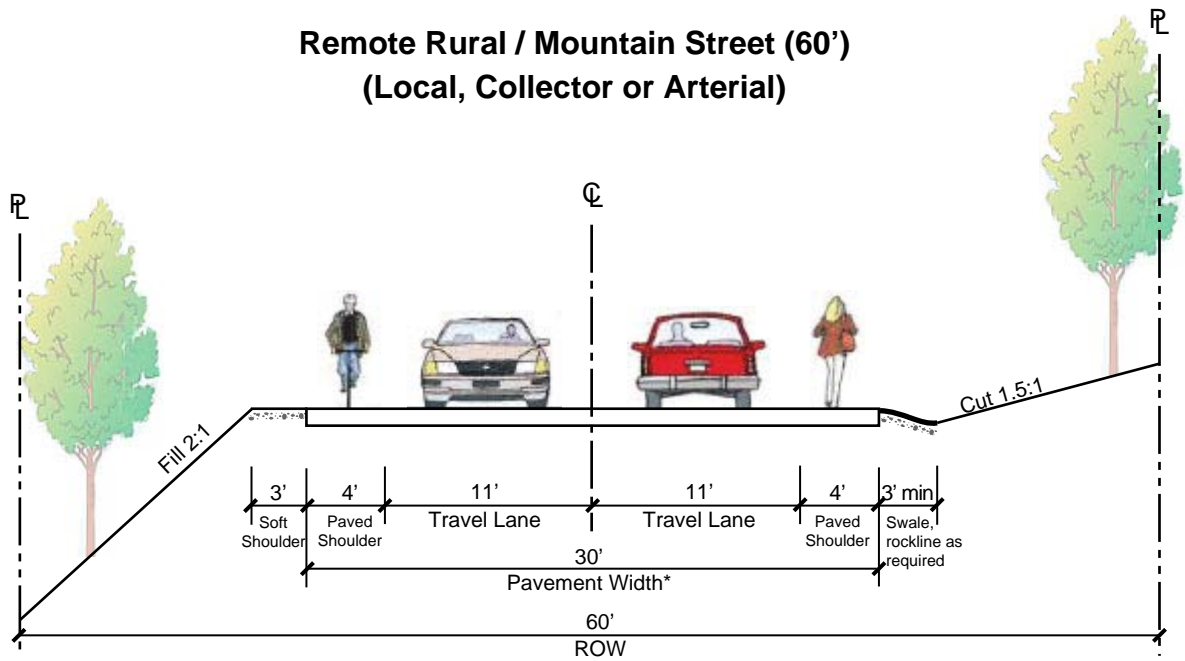 Remote Rural / Mountain Street (60’)
(Local, Collector or Arterial)
PL
PL
CL
Fill 2:1
Cut 1.5:1
3’
4’
11’
11’
4’
3’ min
Soft
Shoulder
Paved
Shoulder
Travel Lane
Travel Lane
Paved
Shoulder
Swale,
rockline as
required
30’
Pavement Width*
60’
ROW